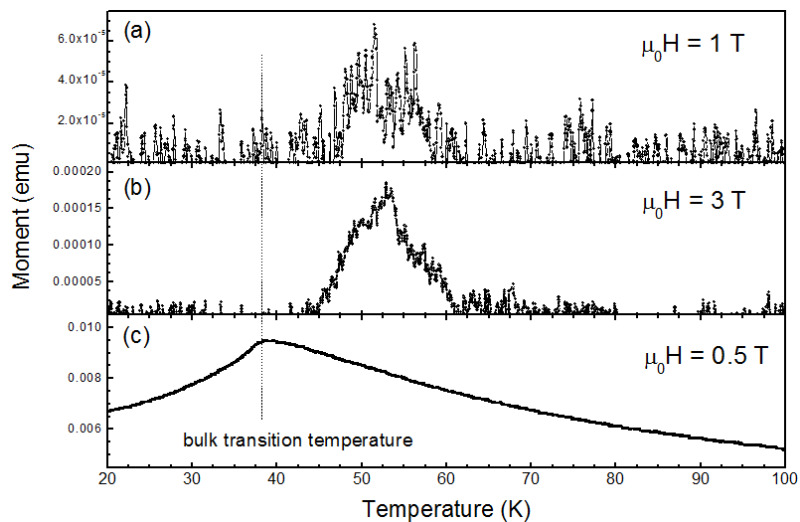 (a)
μ₀H = 1 T
6.0x10⁻⁵
4.0x10⁻⁵
2.0x10⁻⁵
(b)
μ₀H = 3 T
0.00020
0.00015
0.00010
0.00005
Moment (emu)
(c)
μ₀H = 0.5 T
0.010
0.008
0.006
bulk transition temperature
20 30 40 50 60 70 80 90 100
Temperature (K)